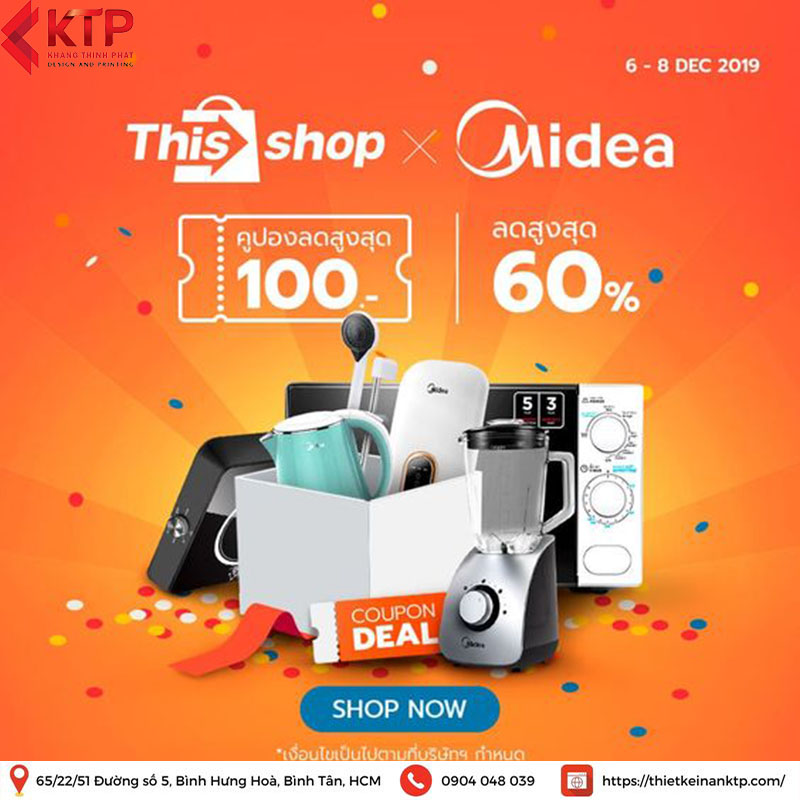 KTP
KHANG THINH PHAT
DESIGN AND PRINTING
6 - 8 DEC 2019
This shop × Midea
คูปองลดสูงสุด
100.-
ลดสูงสุด
60%
Midea
5 3
COUPON
DEAL
Midea
SHOP NOW
*เงื่อนไขเป็นไปตามที่บริษัทฯ กำหนด
65/22/51 Đường số 5, Bình Hưng Hoà, Bình Tân, HCM
0904 048 039
https://thietkeinanktp.com/